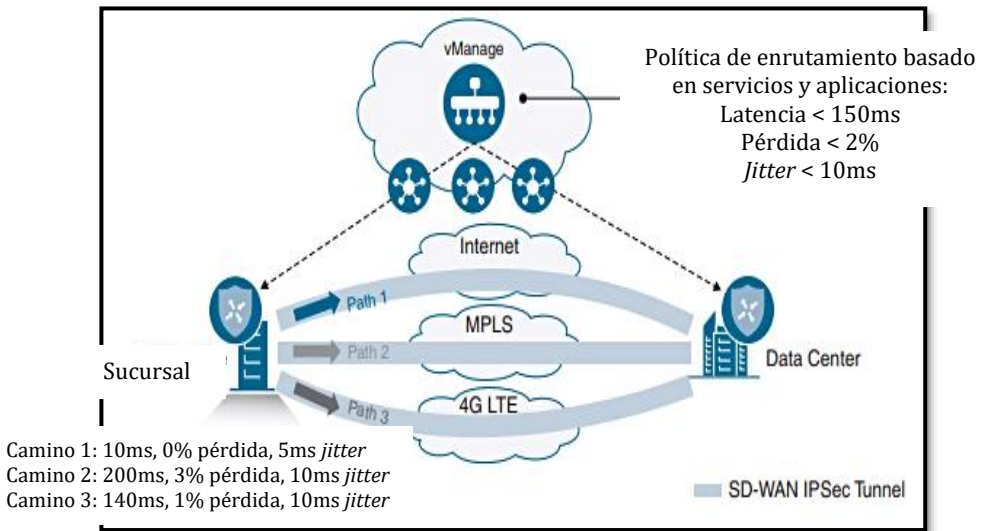 vManage
Política de enrutamiento basado
en servicios y aplicaciones:
Latencia < 150ms
Pérdida < 2%
Jitter < 10ms
Internet
Path 1
MPLS
Path 2
Sucursal
Data Center
4G LTE
Path 3
Camino 1: 10ms, 0% pérdida, 5ms jitter
Camino 2: 200ms, 3% pérdida, 10ms jitter
Camino 3: 140ms, 1% pérdida, 10ms jitter
SD-WAN IPSec Tunnel